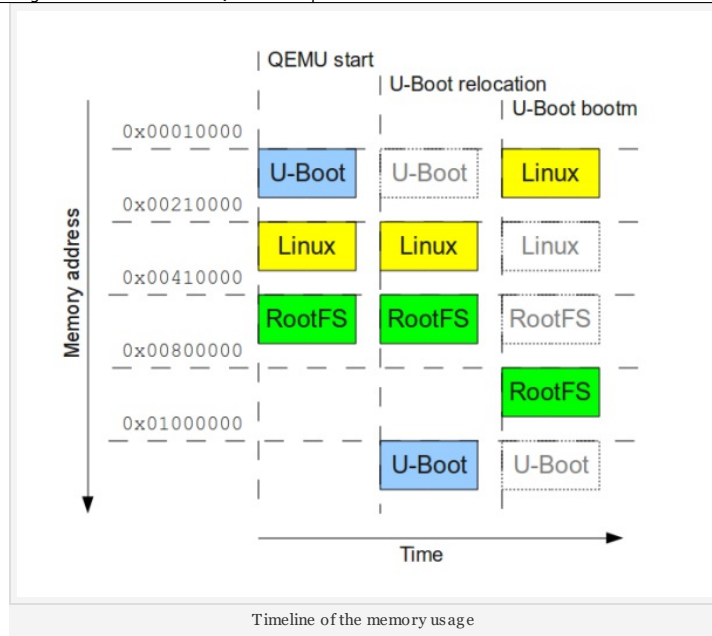 QEMU start
U-Boot relocation
U-Boot bootm
0x00010000
U-Boot U-Boot Linux
0x00210000
Linux Linux Linux
0x00410000
RootFS RootFS RootFS
0x00800000
RootFS
0x01000000
U-Boot U-Boot
Memory address
Time
Timeline of the memory usage